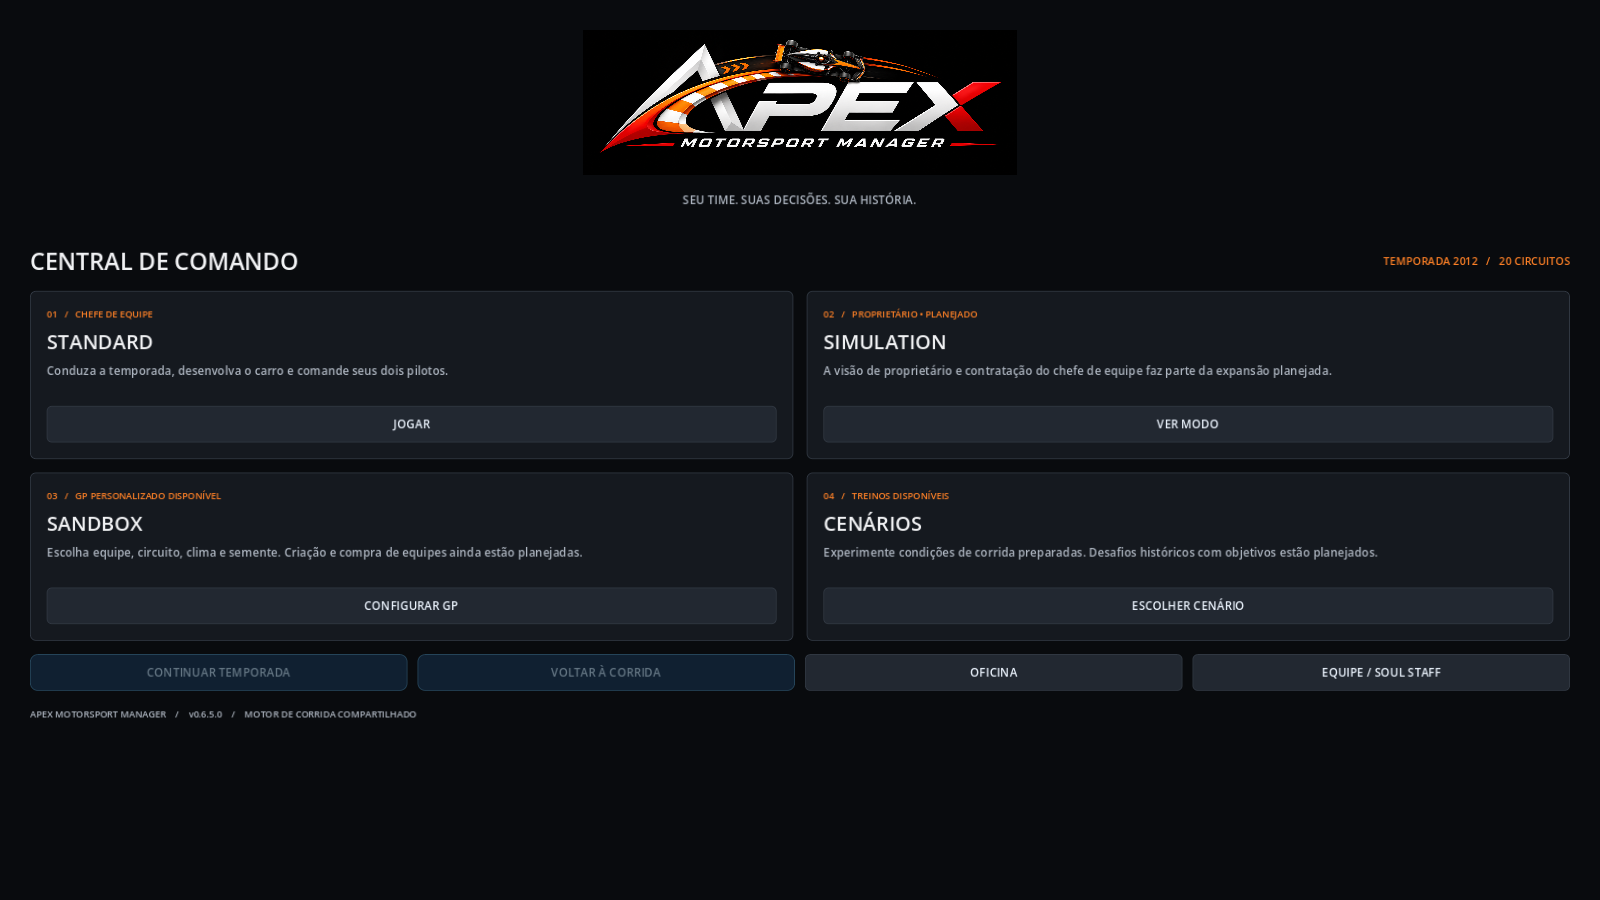 APEX
MOTORSPORT MANAGER
SEU TIME. SUAS DECISÕES. SUA HISTÓRIA.
CENTRAL DE COMANDO
TEMPORADA 2012 / 20 CIRCUITOS
01 / CHEFE DE EQUIPE
STANDARD
Conduza a temporada, desenvolva o carro e comande seus dois pilotos.
JOGAR
02 / PROPRIETÁRIO • PLANEJADO
SIMULATION
A visão de proprietário e contratação do chefe de equipe faz parte da expansão planejada.
VER MODO
03 / GP PERSONALIZADO DISPONÍVEL
SANDBOX
Escolha equipe, circuito, clima e semente. Criação e compra de equipes ainda estão planejadas.
CONFIGURAR GP
04 / TREINOS DISPONÍVEIS
CENÁRIOS
Experimente condições de corrida preparadas. Desafios históricos com objetivos estão planejados.
ESCOLHER CENÁRIO
CONTINUAR TEMPORADA
VOLTAR À CORRIDA
OFICINA
EQUIPE / SOUL STAFF
APEX MOTORSPORT MANAGER / v0.6.5.0 / MOTOR DE CORRIDA COMPARTILHADO